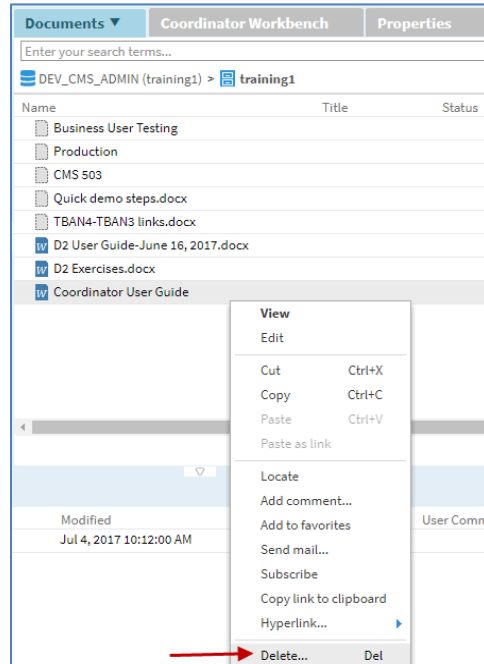 Documents ▼ Coordinator Workbench Properties
Enter your search terms...
DEV_CMS_ADMIN (training1) > training1
Name Title Status
Business User Testing
Production
CMS 503
Quick demo steps.docx
TBAN4-TBAN3 links.docx
D2 User Guide-June 16, 2017.docx
D2 Exercises.docx
Coordinator User Guide
View
Edit
Cut Ctrl+X
Copy Ctrl+C
Paste Ctrl+V
Paste as link
Locate
Add comment...
Modified Add to favorites User Comm
Jul 4, 2017 10:12:00 AM Send mail...
Subscribe
Copy link to clipboard
Hyperlink...
Delete... Del